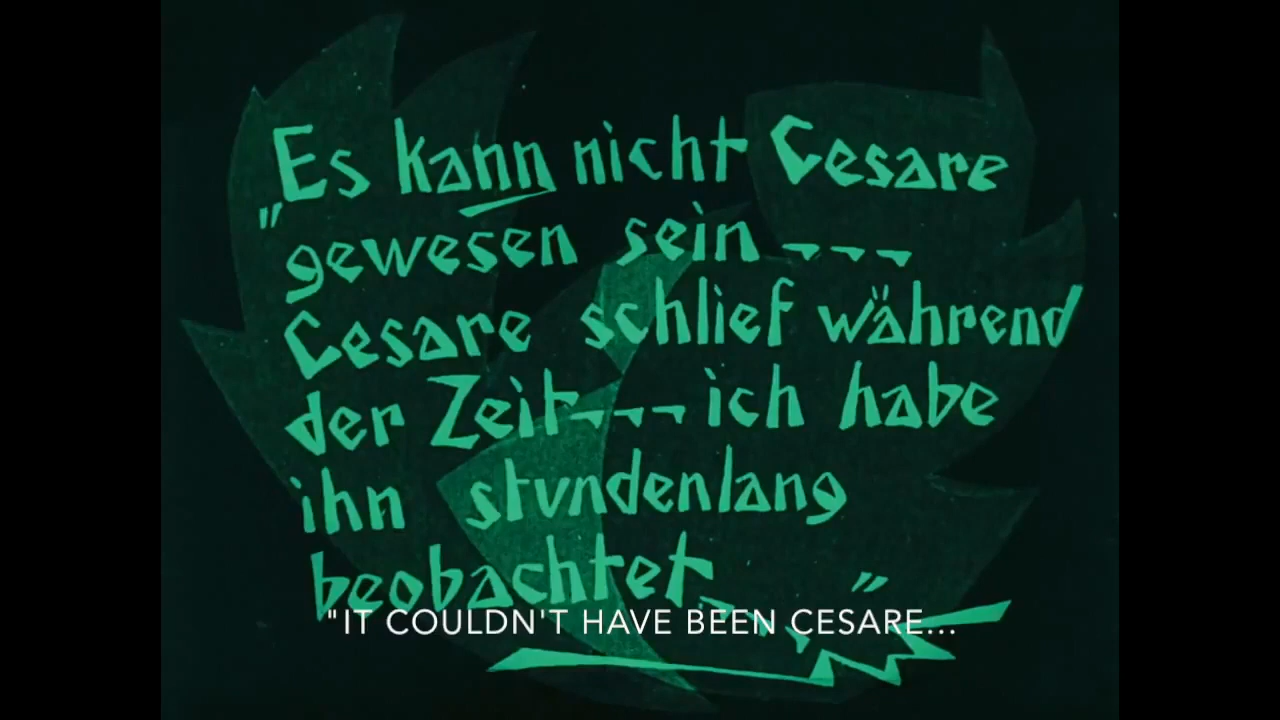 „Es kann nicht Cesare
gewesen sein ---
Cesare schlief während
der Zeit--- ich habe
ihn stundenlang
beobachtet___"
"IT COULDN'T HAVE BEEN CESARE...